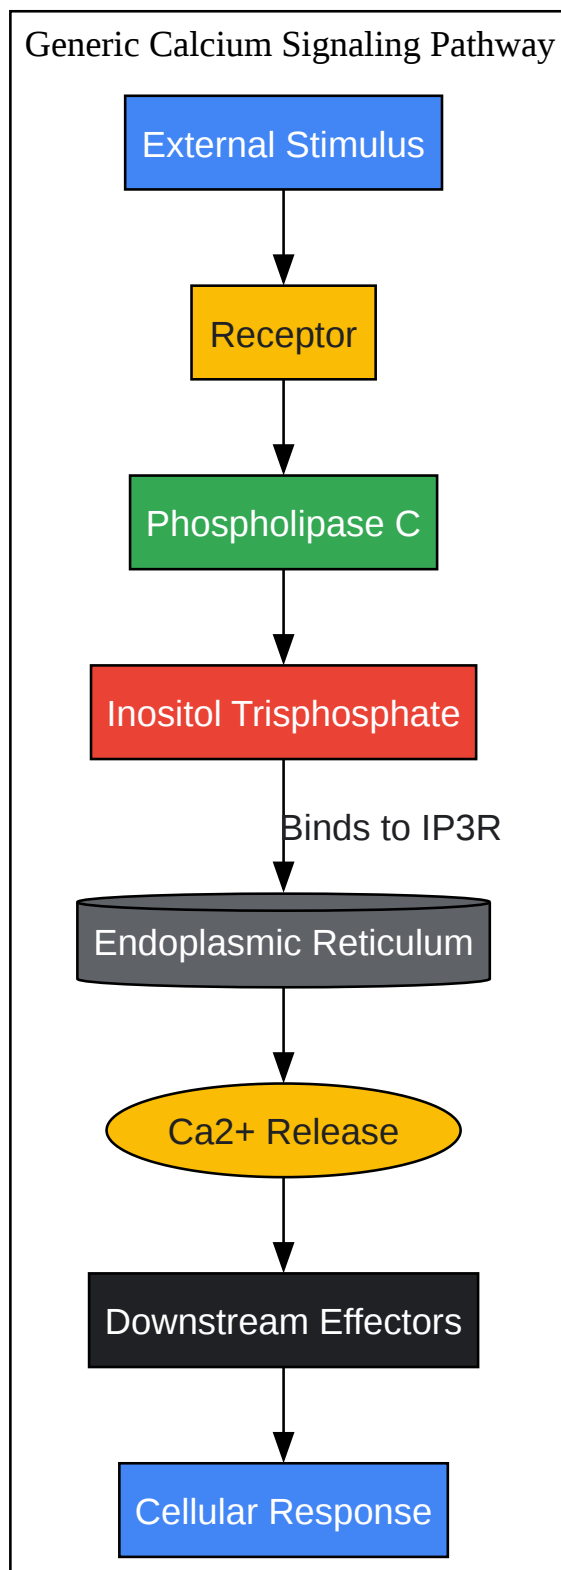 Generic Calcium Signaling Pathway
External Stimulus
Receptor
Phospholipase C
Inositol Trisphosphate
Binds to IP3R
Endoplasmic Reticulum
Ca2+ Release
Downstream Effectors
Cellular Response